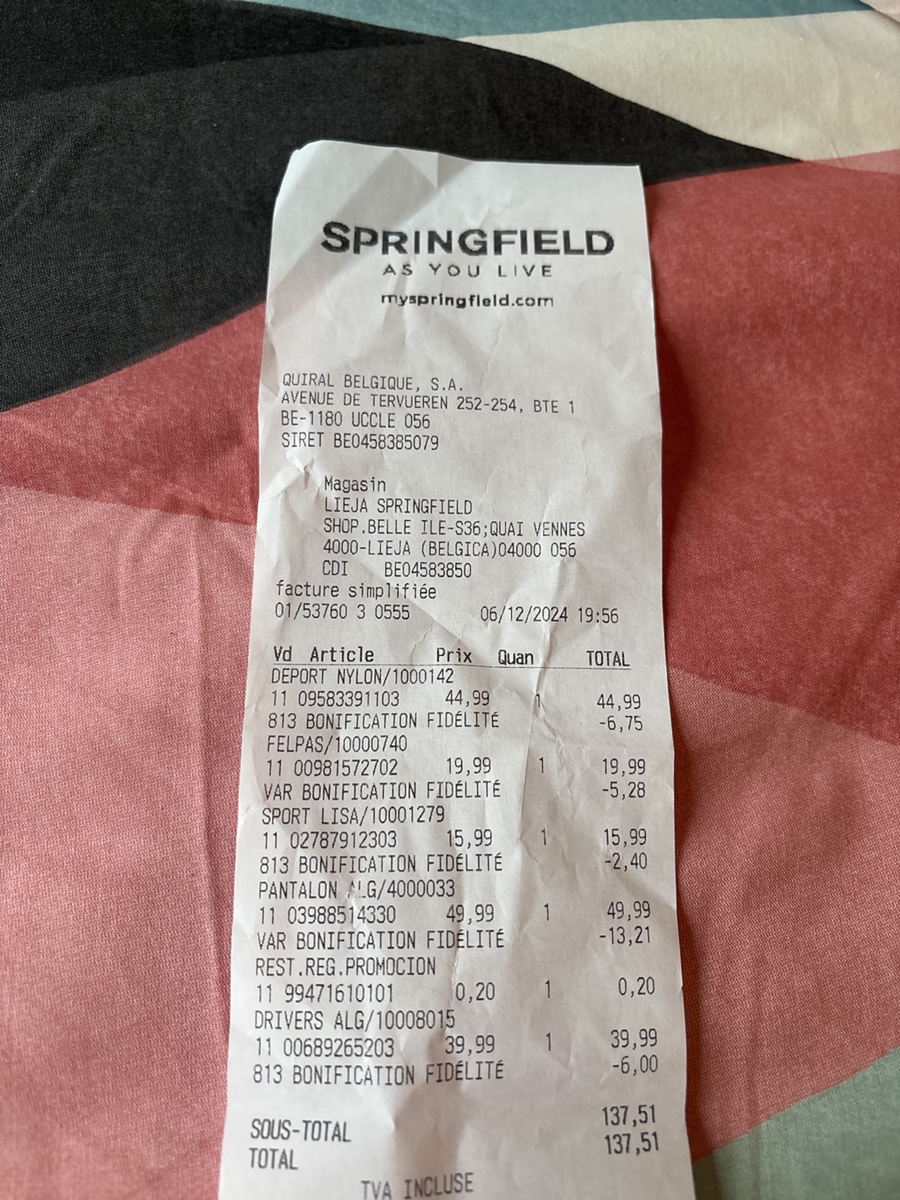 SPRINGFIELD
AS YOU LIVE
myspringfield.com
QUIRAL BELGIQUE, S.A.
AVENUE DE TERVUEREN 252-254, BTE 1
BE-1180 UCCLE 056
SIRET BE0458385079
Magasin
LIEJA SPRINGFIELD
SHOP.BELLE ILE-S36;QUAI VENNES
4000-LIEJA (BELGICA)04000 056
CDI BE04583850
facture simplifiée
01/53760 3 0555 06/12/2024 19:56
Vd Article Prix Quan TOTAL
DEPORT NYLON/1000142
11 09583391103 44,99 1 44,99
813 BONIFICATION FIDÉLITÉ -6,75
FELPAS/10000740
11 00981572702 19,99 1 19,99
VAR BONIFICATION FIDÉLITÉ -5,28
SPORT LISA/10001279
11 02787912303 15,99 1 15,99
813 BONIFICATION FIDÉLITÉ -2,40
PANTALON ALG/4000033
11 03988514330 49,99 1 49,99
VAR BONIFICATION FIDÉLITÉ -13,21
REST.REG.PROMOCION
11 99471610101 0,20 1 0,20
DRIVERS ALG/10008015
11 00689265203 39,99 1 39,99
813 BONIFICATION FIDÉLITÉ -6,00
SOUS-TOTAL 137,51
TOTAL 137,51
TVA INCLUSE